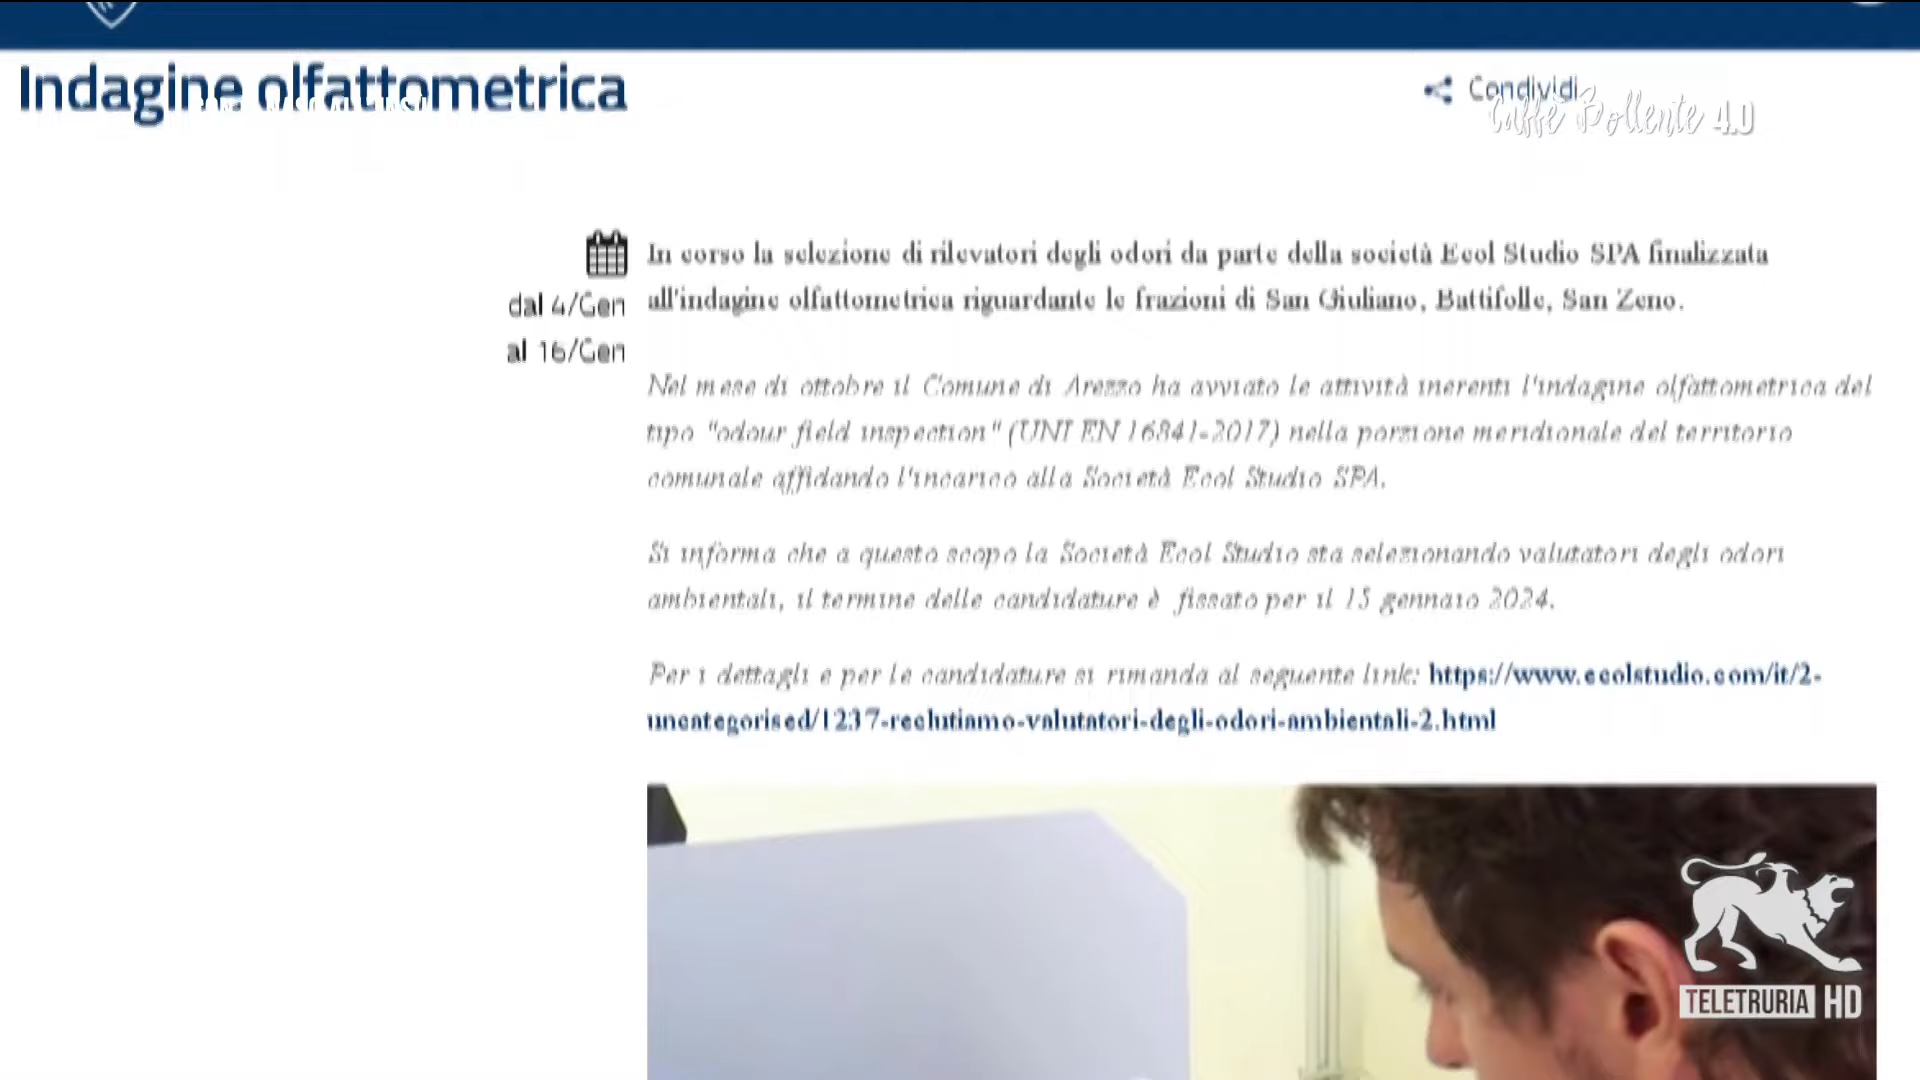 Indagine olfattometrica
Condividi
Caffè Bollente 4.0
In corso la selezione di rilevatori degli odori da parte della società Ecol Studio SPA finalizzata
dal 4/Gen
all'indagine olfattometrica riguardante le frazioni di San Giuliano, Battifolle, San Zeno.
al 16/Gen
Nel mese di ottobre il Comune di Arezzo ha avviato le attività inerenti l'indagine olfattometrica del
tipo "odour field inspection" (UNI EN 16841-2017) nella porzione meridionale del territorio
comunale affidando l'incarico alla Società Ecol Studio SPA.
Si informa che a questo scopo la Società Ecol Studio sta selezionando valutatori degli odori
ambientali, il termine delle candidature è fissato per il 15 gennaio 2024.
Per i dettagli e per le candidature si rimanda al seguente link: https://www.ecolstudio.com/it/2-
uncategorised/1237-reclutiamo-valutatori-degli-odori-ambientali-2.html
TELETRURIA HD